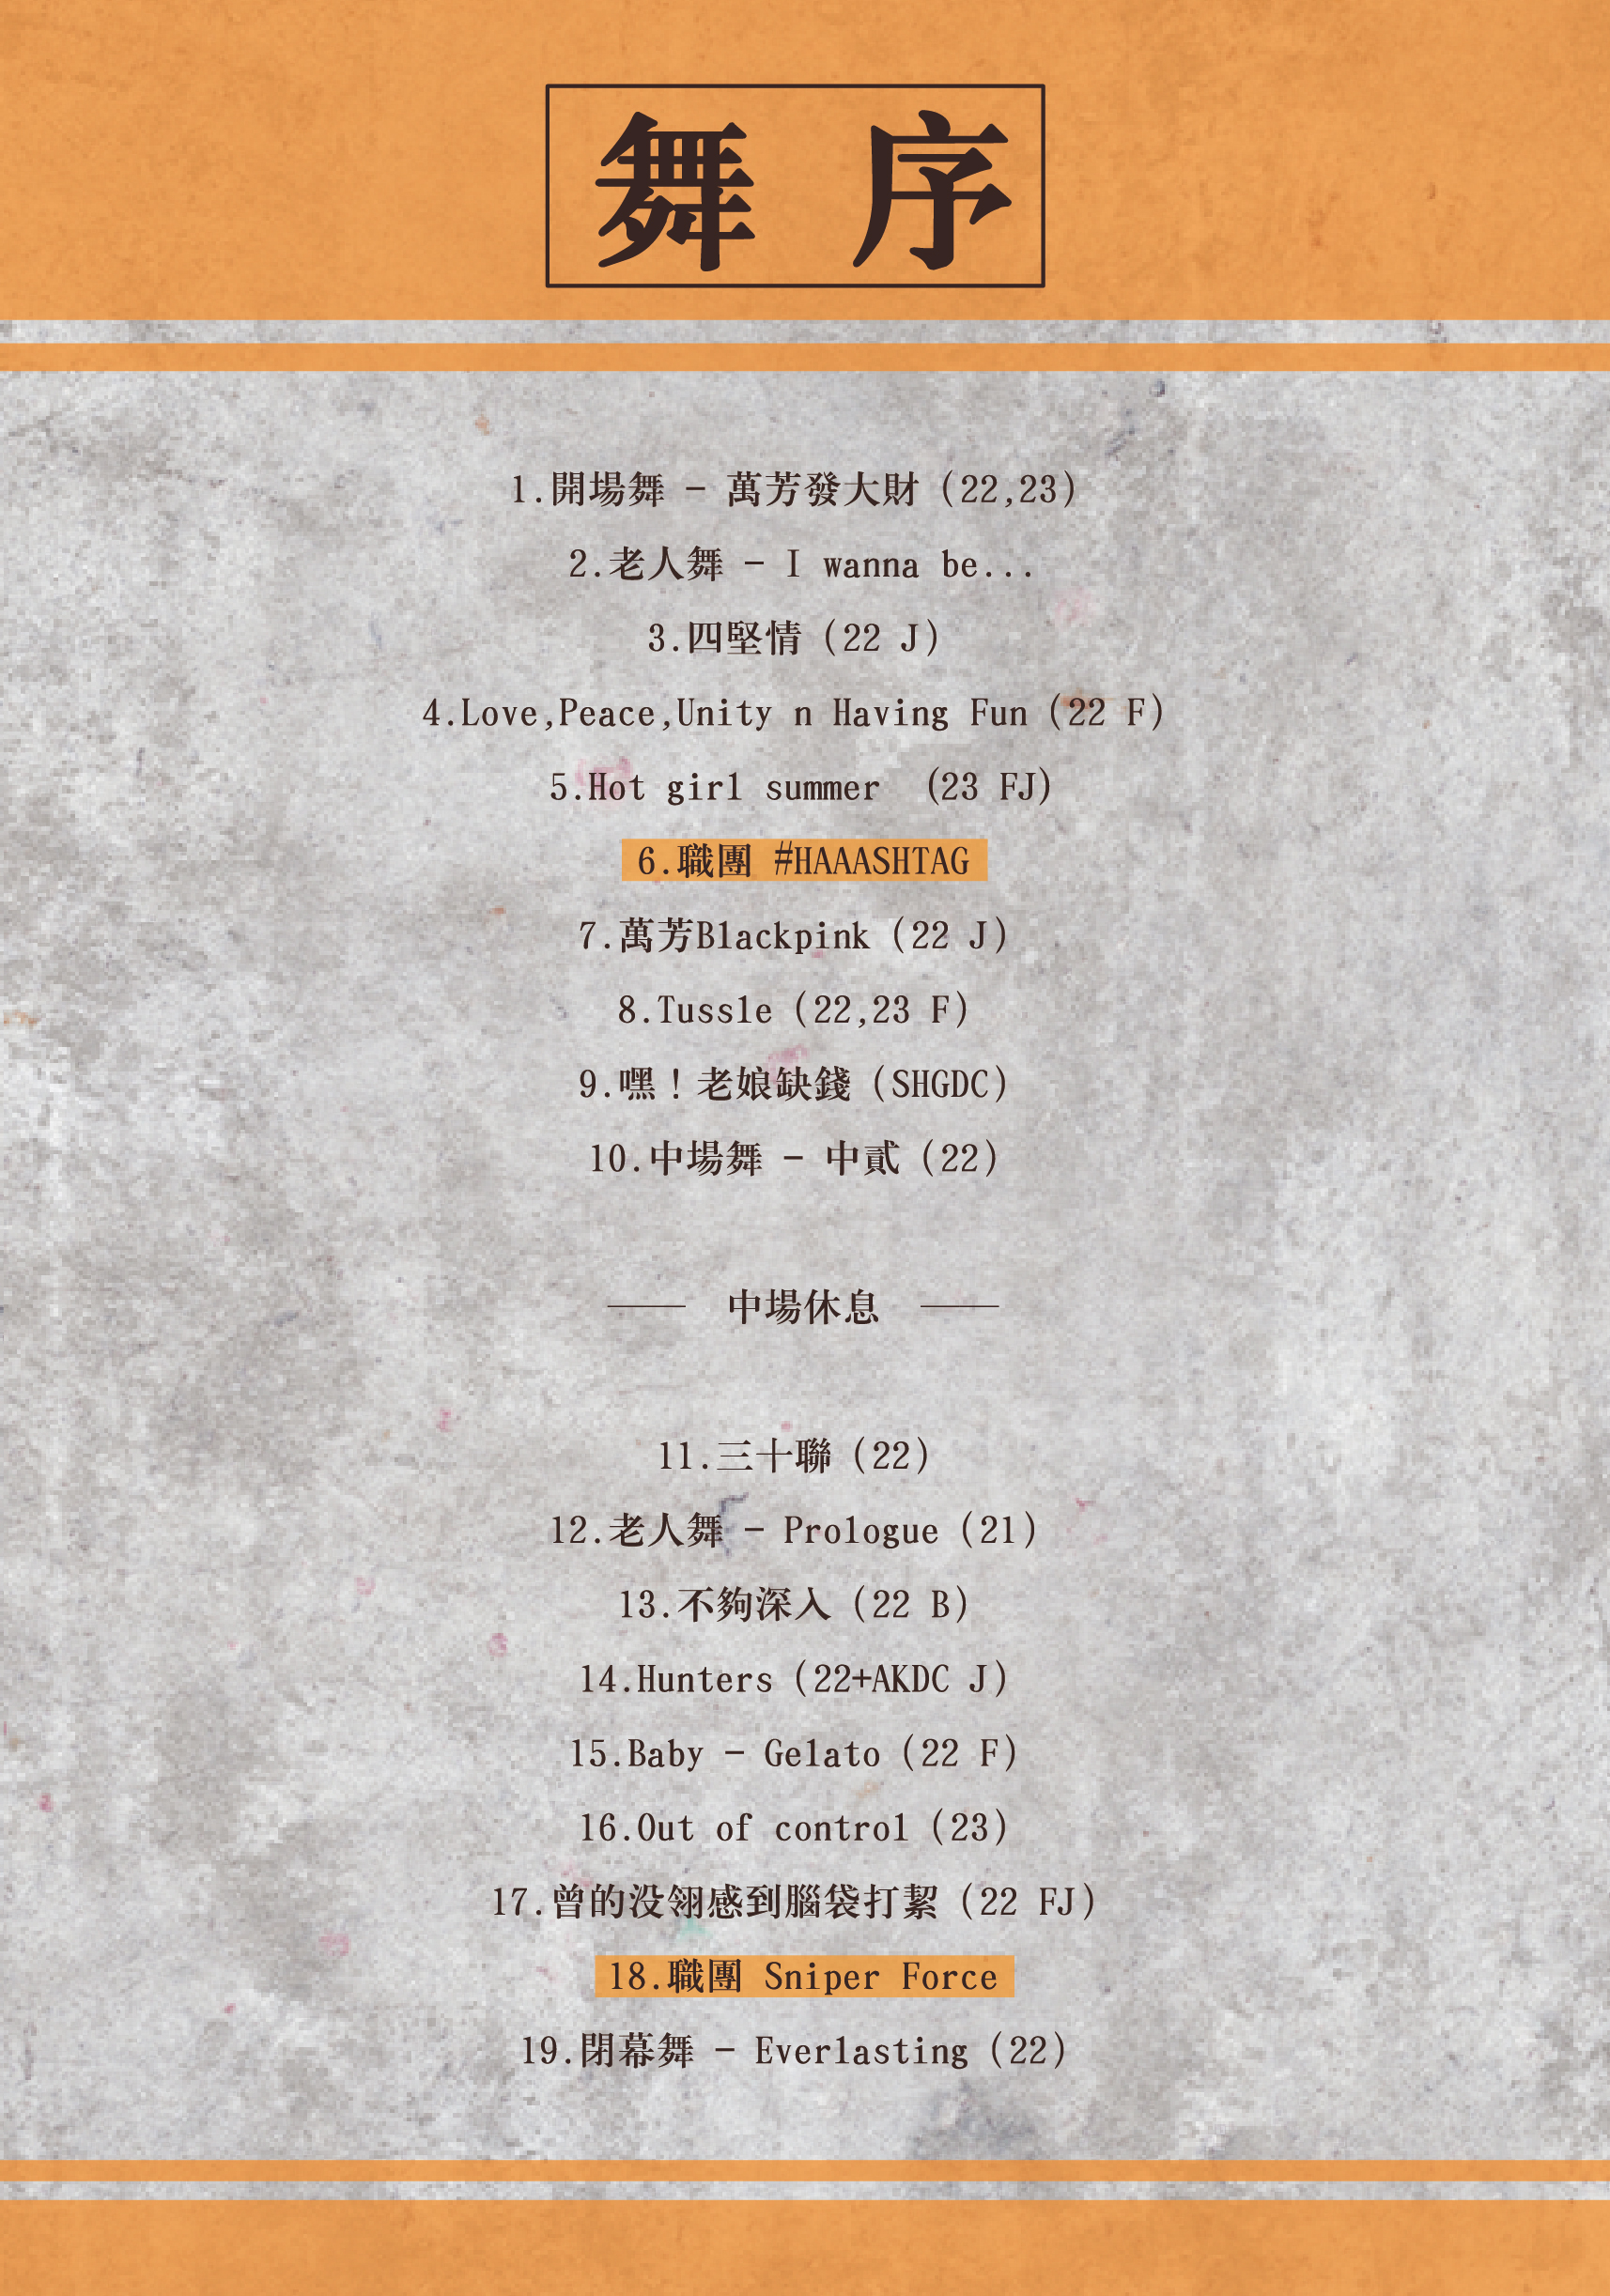 舞 序
1.開場舞 - 萬芳發大財 (22,23)
2.老人舞 - I wanna be...
3.四堅情 (22 J)
4.Love,Peace,Unity n Having Fun (22 F)
5.Hot girl summer (23 FJ)
6.職團 #HAAASHTAG
7.萬芳Blackpink (22 J)
8.Tussle (22,23 F)
9.嘿！老娘缺錢 (SHGDC)
10.中場舞 - 中貳 (22)
—— 中場休息 ——
11.三十聯 (22)
12.老人舞 - Prologue (21)
13.不夠深入 (22 B)
14.Hunters (22+AKDC J)
15.Baby - Gelato (22 F)
16.Out of control (23)
17.曾的没翎感到腦袋打絜 (22 FJ)
18.職團 Sniper Force
19.閉幕舞 - Everlasting (22)